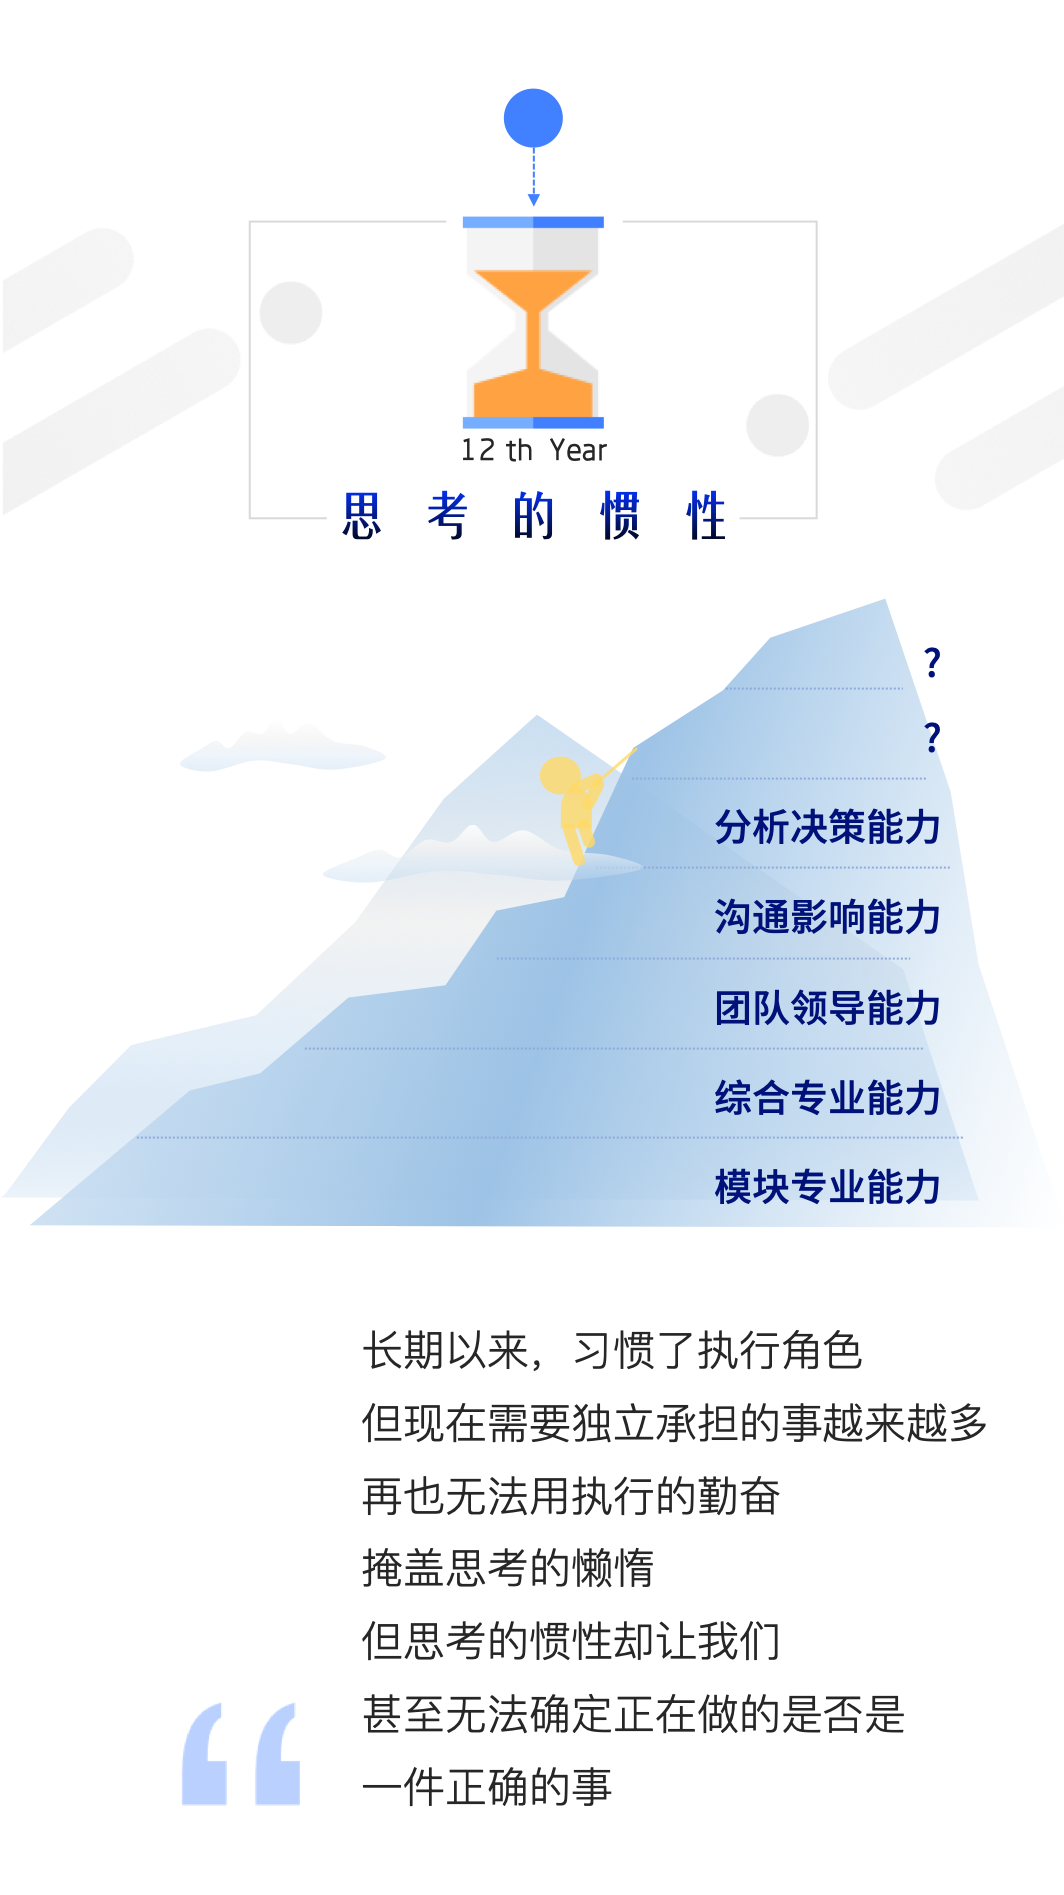 12 th Year
思考的惯性
?
?
分析决策能力
沟通影响能力
团队领导能力
综合专业能力
模块专业能力
长期以来，习惯了执行角色
但现在需要独立承担的事越来越多
再也无法用执行的勤奋
掩盖思考的懒惰
但思考的惯性却让我们
甚至无法确定正在做的是否是
一件正确的事